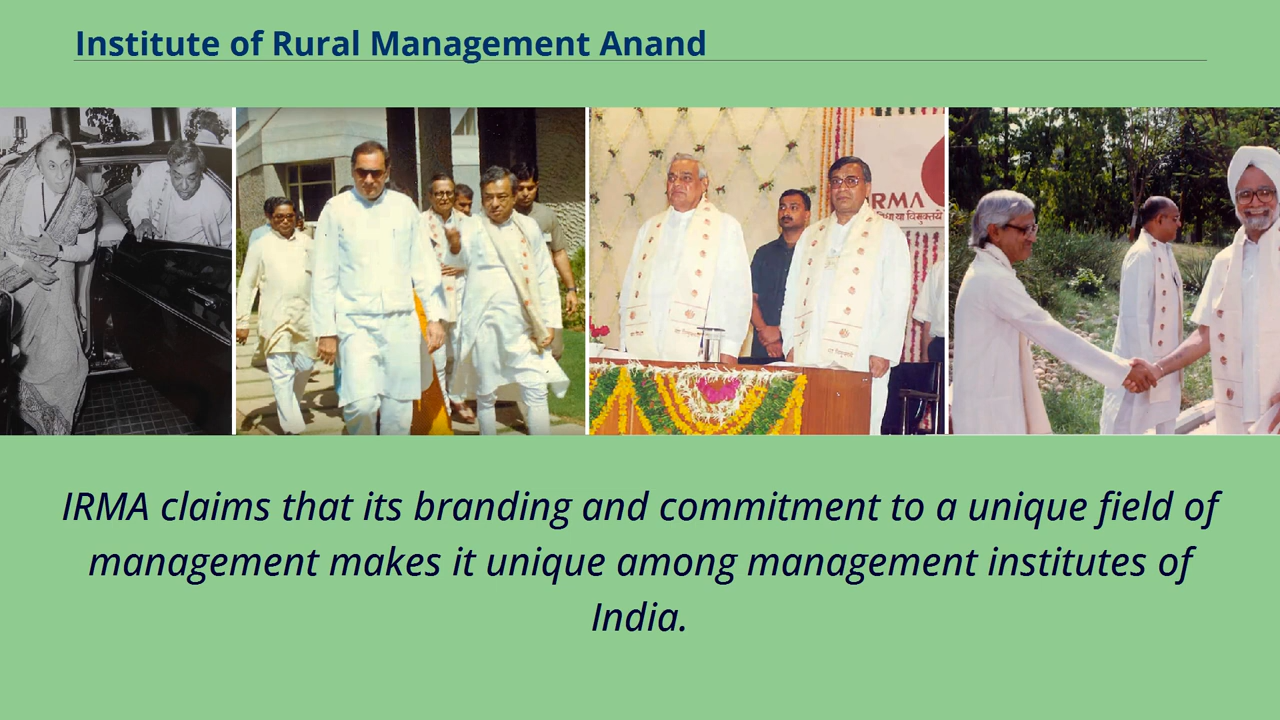 Institute of Rural Management Anand
IRMA
IRMA claims that its branding and commitment to a unique field of
management makes it unique among management institutes of
India.